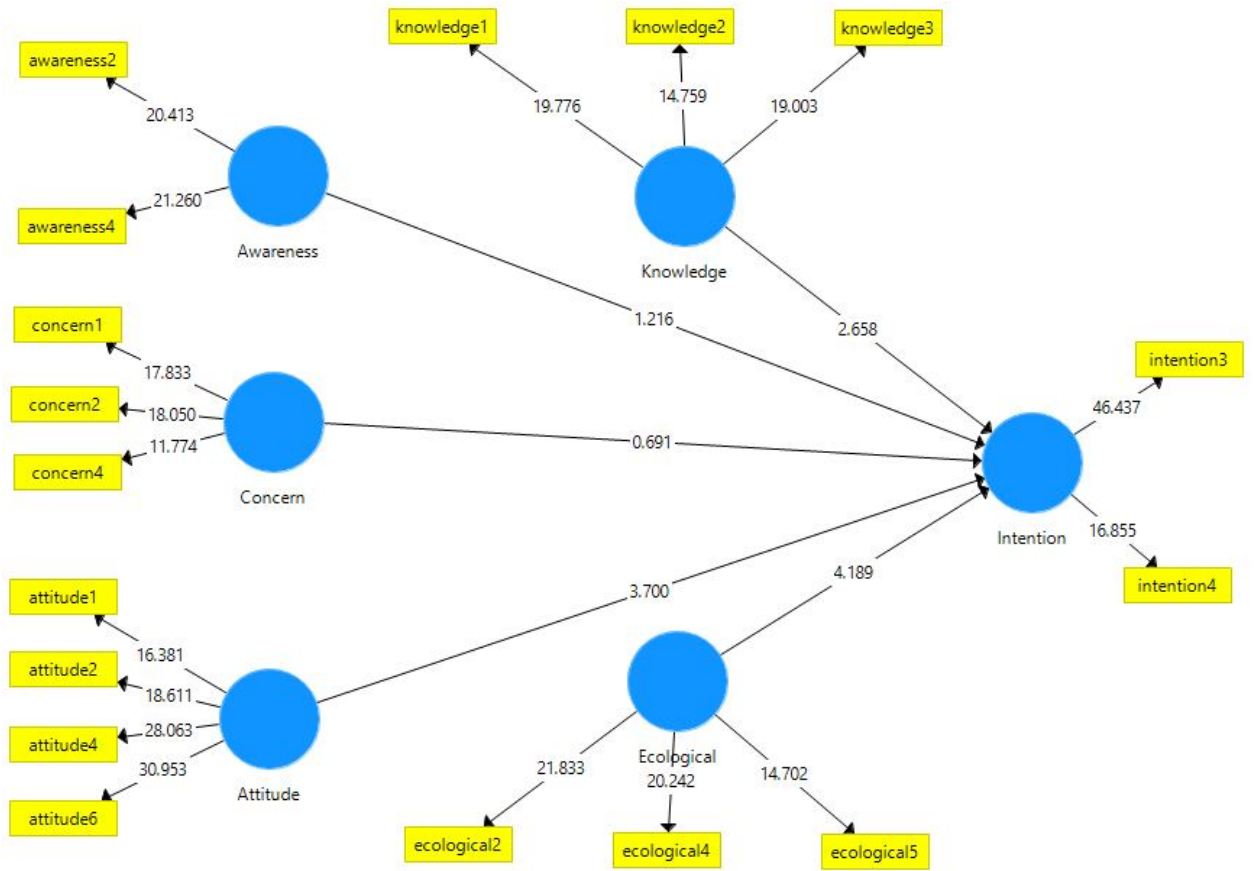 knowledge1
knowledge2
knowledge3
awareness2
20.413
19.776
14.759
19.003
21.260
awareness4
Awareness
Knowledge
concern1
17.833
1.216
2.658
concern2
18.050
concern4
11.774
0.691
Concern
intention3
46.437
Intention
16.855
intention4
attitude1
16.381
attitude2
18.611
attitude4
28.063
30.953
attitude6
Attitude
3.700
4.189
Ecological
21.833
20.242
14.702
ecological2
ecological4
ecological5